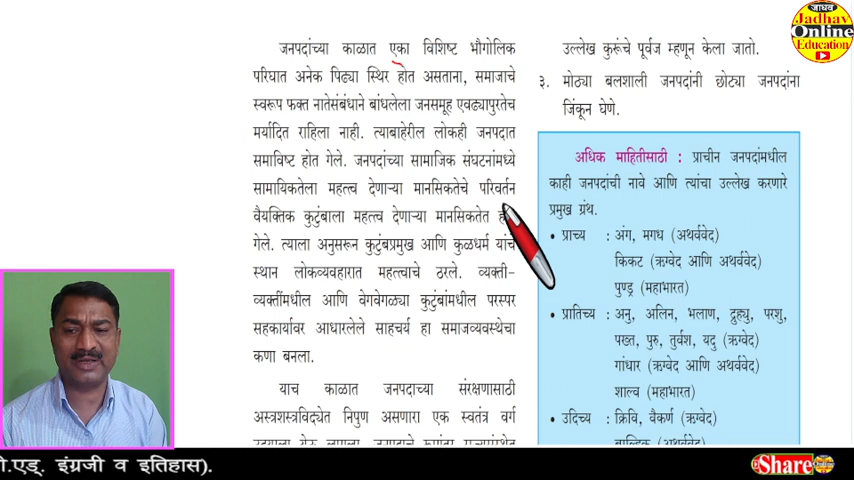 जनपदांच्या काळात एका विशिष्ट भौगोलिक
परिघात अनेक पिढ्या स्थिर होत असताना, समाजाचे
स्वरूप फक्त नातेसंबंधाने बांधलेला जनसमूह एवढ्यापुरतेच
मर्यादित राहिला नाही. त्याबाहेरील लोकही जनपदात
समाविष्ट होत गेले. जनपदांच्या सामाजिक संघटनांमध्ये
सामायिकतेला महत्त्व देणाऱ्या मानसिकतेचे परिवर्तन
वैयक्तिक कुटुंबाला महत्त्व देणाऱ्या मानसिकतेत
गेले. त्याला अनुसरून कुटुंबप्रमुख आणि कुळधर्म यांचे
स्थान लोकव्यवहारात महत्त्वाचे ठरले. व्यक्ती-
व्यक्तींमधील आणि वेगवेगळ्या कुटुंबांमधील परस्पर
सहकार्यावर आधारलेले साहचर्य हा समाजव्यवस्थेचा
कणा बनला.
याच काळात जनपदाच्या संरक्षणासाठी
अस्त्रशस्त्रविद्येत निपुण असणारा एक स्वतंत्र वर्ग
उल्लेख कुरूंचे पूर्वज म्हणून केला जातो.
३. मोठ्या बलशाली जनपदांनी छोट्या जनपदांना
जिंकून घेणे.
अधिक माहितीसाठी : प्राचीन जनपदांमधील
काही जनपदांची नावे आणि त्यांचा उल्लेख करणारे
प्रमुख ग्रंथ.
• प्राच्य : अंग, मगध (अथर्ववेद)
किकट (ऋग्वेद आणि अथर्ववेद)
पुण्ड्र (महाभारत)
• प्रातिच्य : अनु, अलिन, भलाण, द्रुह्यु, परशु,
पख्त, पुरु, तुर्वश, यदु (ऋग्वेद)
गांधार (ऋग्वेद आणि अथर्ववेद)
शाल्व (महाभारत)
• उदिच्य : क्रिवि, वैकर्ण (ऋग्वेद)
जाधव
Jadhav
Online
Education
ी.एड्. इंग्रजी व इतिहास).
Share